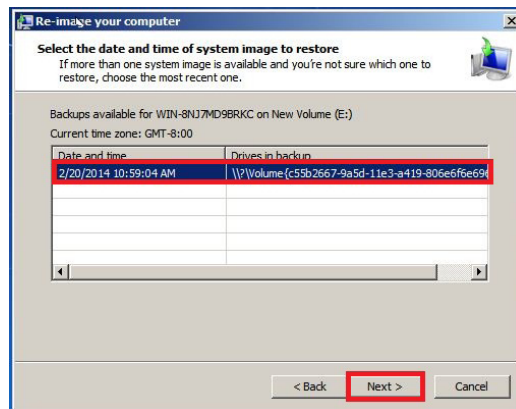 Re-image your computer
Select the date and time of system image to restore
If more than one system image is available and you're not sure which one to
restore, choose the most recent one.
Backups available for WIN-8NJ7MD9BRKC on New Volume (E:)
Current time zone: GMT-8:00
Date and time Drives in backup
2/20/2014 10:59:04 AM \\?\Volume{c55b2667-9a5d-11e3-a419-806e6f6e696
< Back Next > Cancel